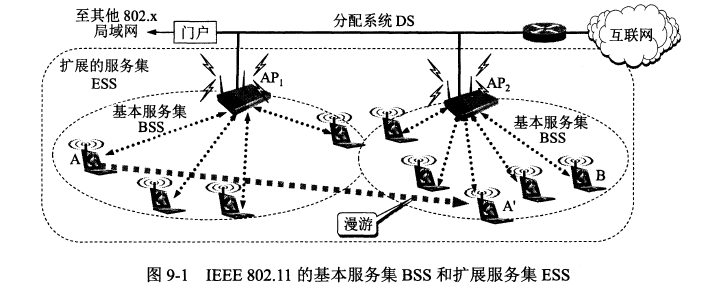 至其他 802.x
局域网
门户
分配系统 DS
互联网
扩展的服务集
ESS
AP₁
AP₂
基本服务集
BSS
基本服务集
BSS
A
B
A'
漫游
图 9-1 IEEE 802.11 的基本服务集 BSS 和扩展服务集 ESS